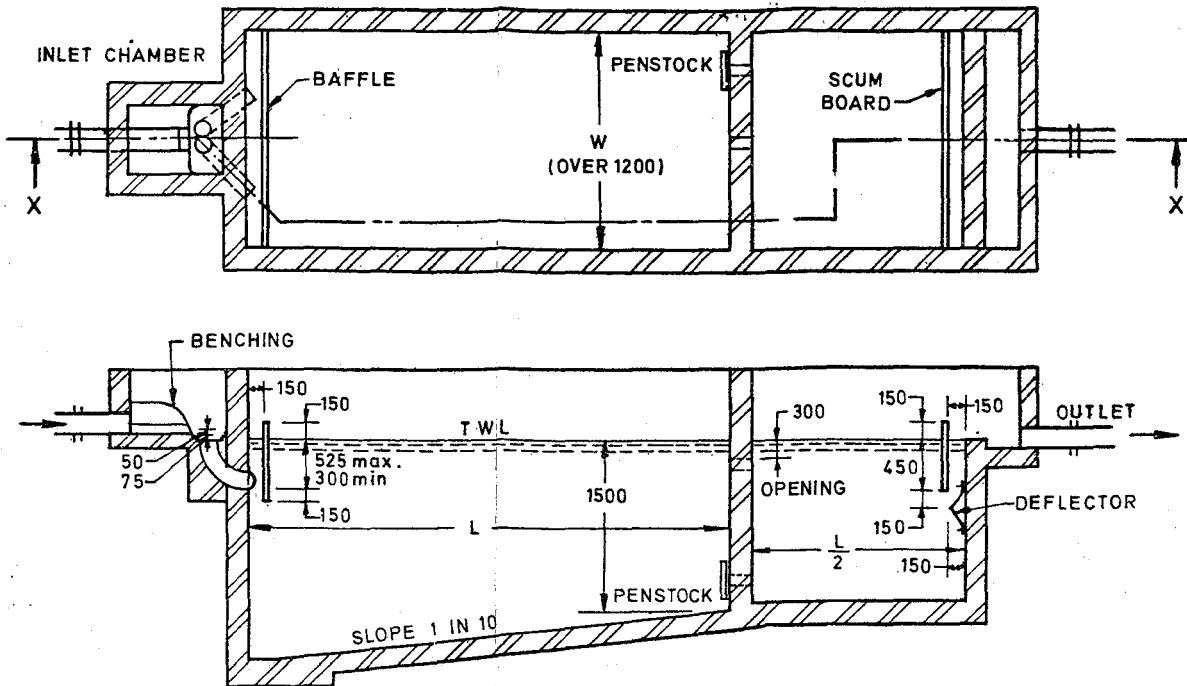 INLET CHAMBER
BAFFLE
PENSTOCK
SCUM
BOARD
W
(OVER 1200)
X
X
BENCHING
150
150
TWL
300
150
150
OUTLET
50
75
525 max.
300 min
1500
450
OPENING
150
L
150
DEFLECTOR
L
2
150
PENSTOCK
SLOPE 1 IN 10